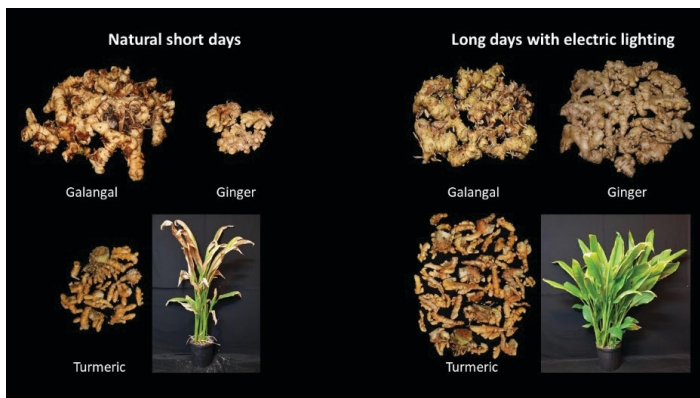 Natural short days
Long days with electric lighting
Galangal
Ginger
Galangal
Ginger
Turmeric
Turmeric